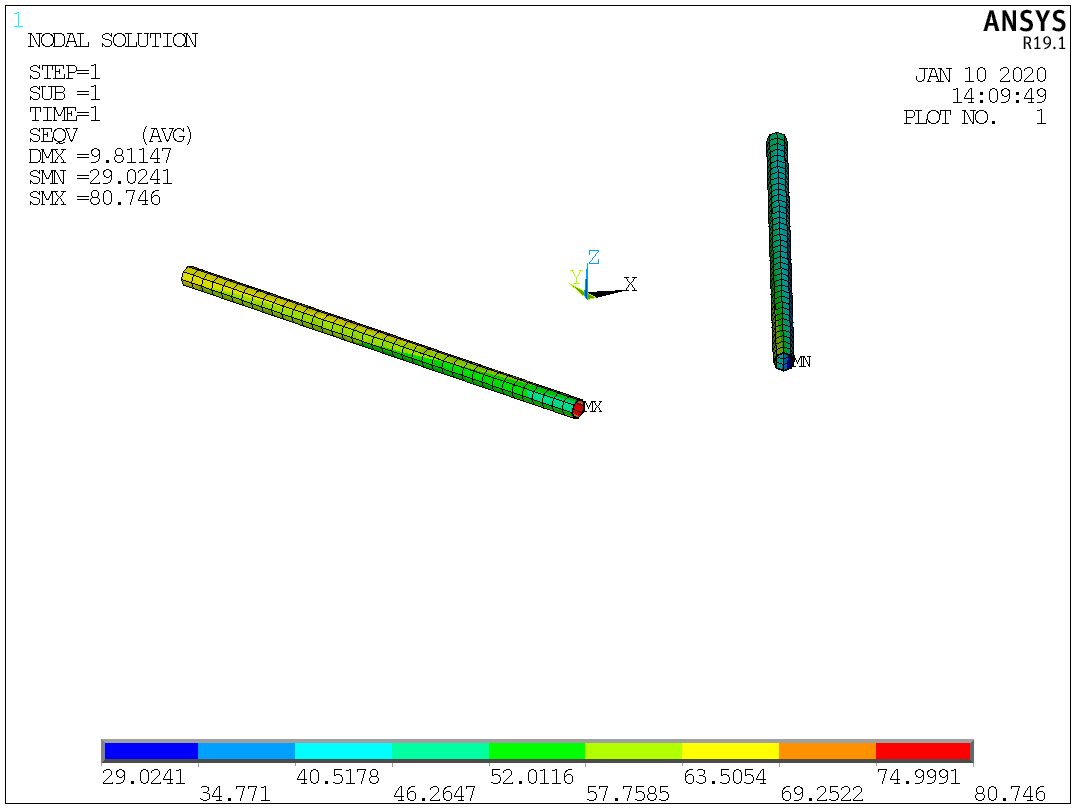 1
NODAL SOLUTION
STEP=1
SUB =1
TIME=1
SEQV (AVG)
DMX =9.81147
SMN =29.0241
SMX =80.746
ANSYS
R19.1
JAN 10 2020
14:09:49
PLOT NO. 1
Z
Y
X
MN
MX
29.0241 40.5178 52.0116 63.5054 74.9991
34.771 46.2647 57.7585 69.2522 80.746